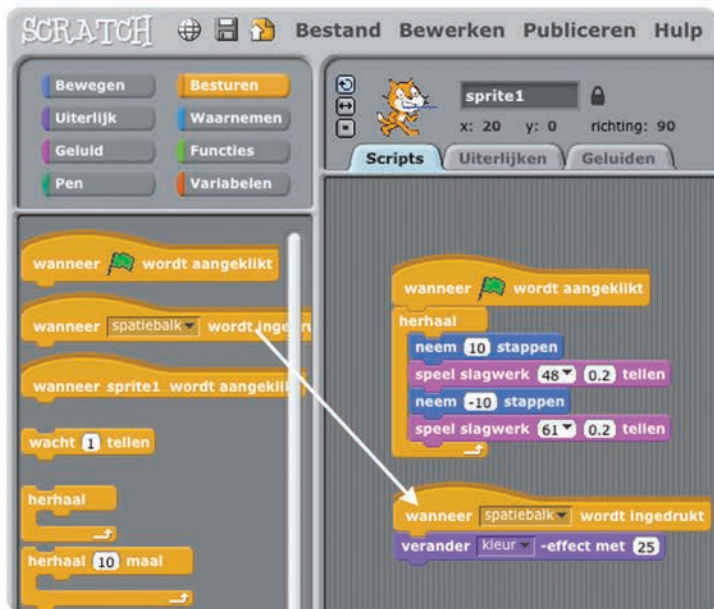 SCRATCH Bestand Bewerken Publiceren Hulp
Bewegen Besturen
Uiterlijk Waarnemen
Geluid Functies
Pen Variabelen
sprite1
x: 20 y: 0 richting: 90
Scripts Uiterlijken Geluiden
wanneer wordt aangeklikt
wanneer spatiebalk wordt ingedru
wanneer sprite1 wordt aangeklik
wacht 1 tellen
herhaal
herhaal 10 maal
wanneer wordt aangeklikt
herhaal
neem 10 stappen
speel slagwerk 48 0.2 tellen
neem -10 stappen
speel slagwerk 61 0.2 tellen
wanneer spatiebalk wordt ingedrukt
verander kleur -effect met 25